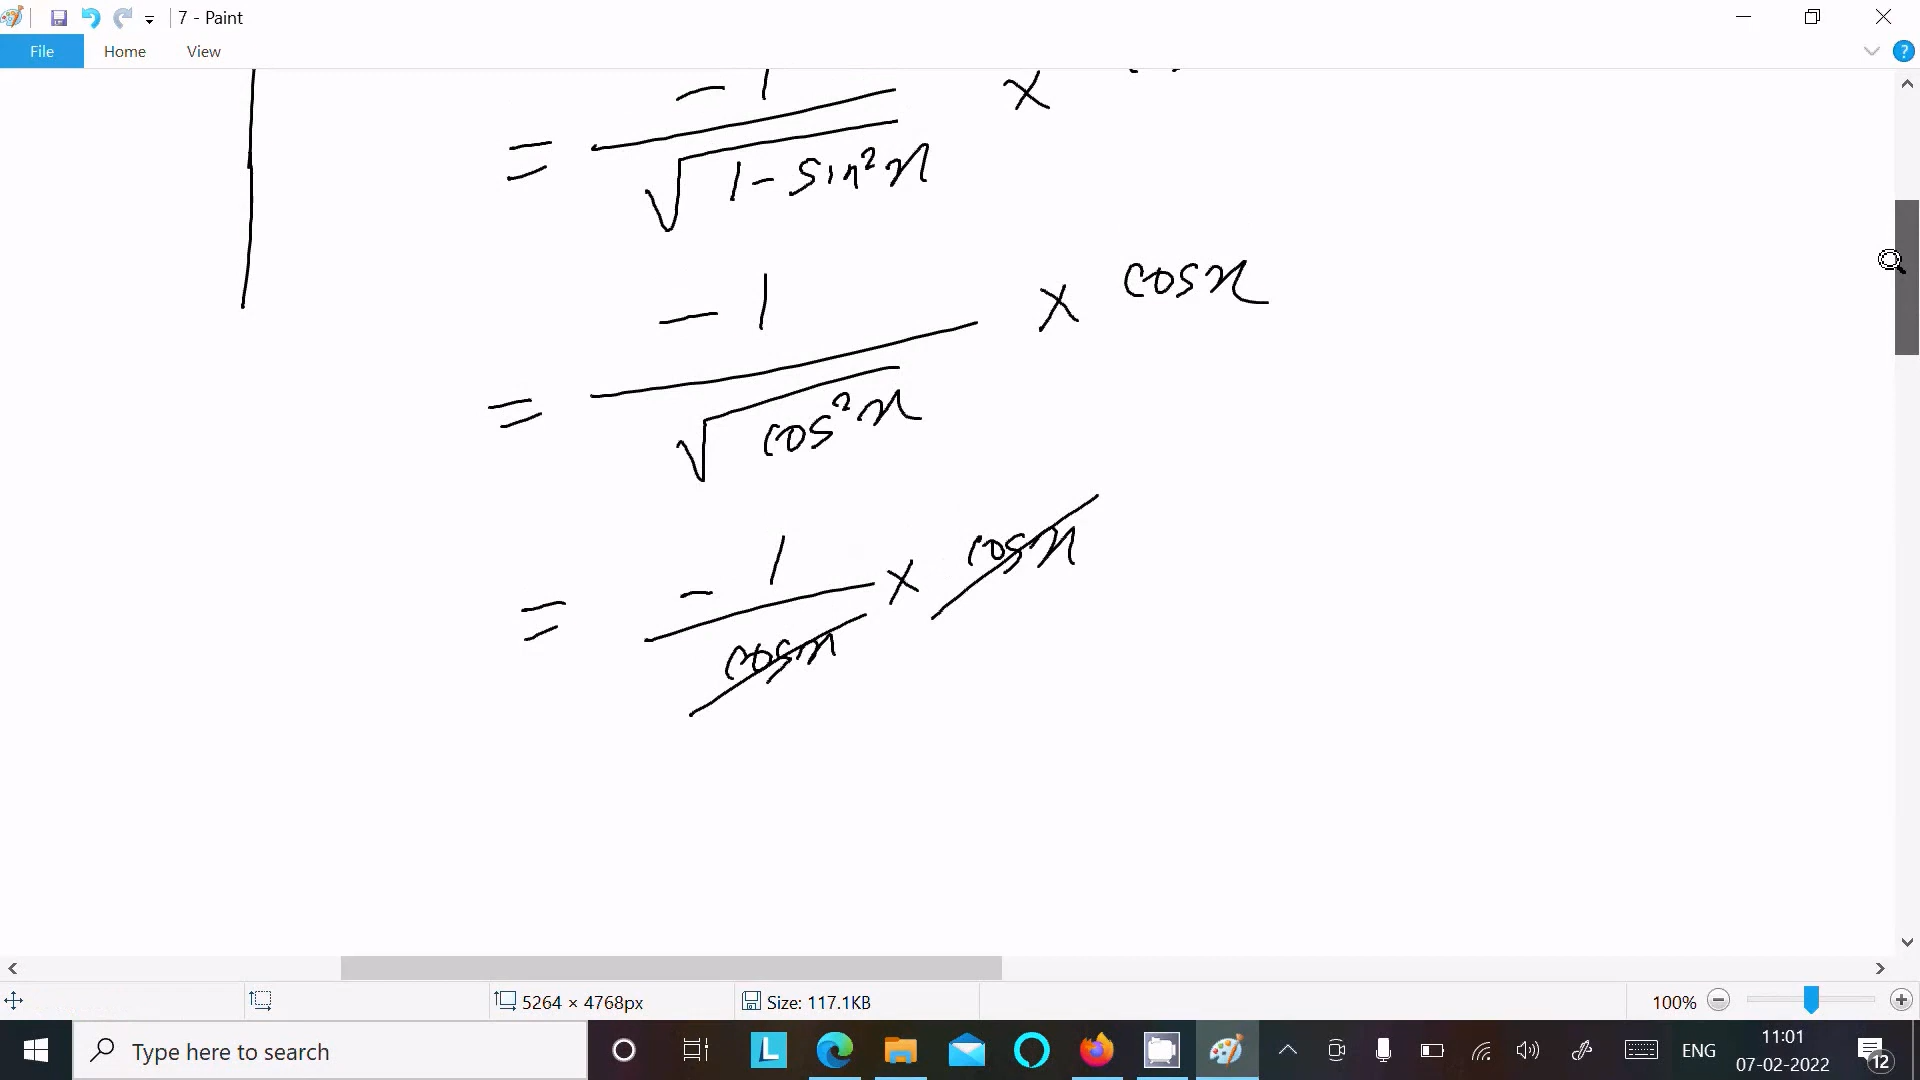 7 - Paint
File Home View
= -1/√(1-sin²x) ×
= -1/√(cos²x) × cosx
= -1/cosx × cosx
5264 × 4768px Size: 117.1KB 100%
Type here to search
ENG 11:01
07-02-2022 12